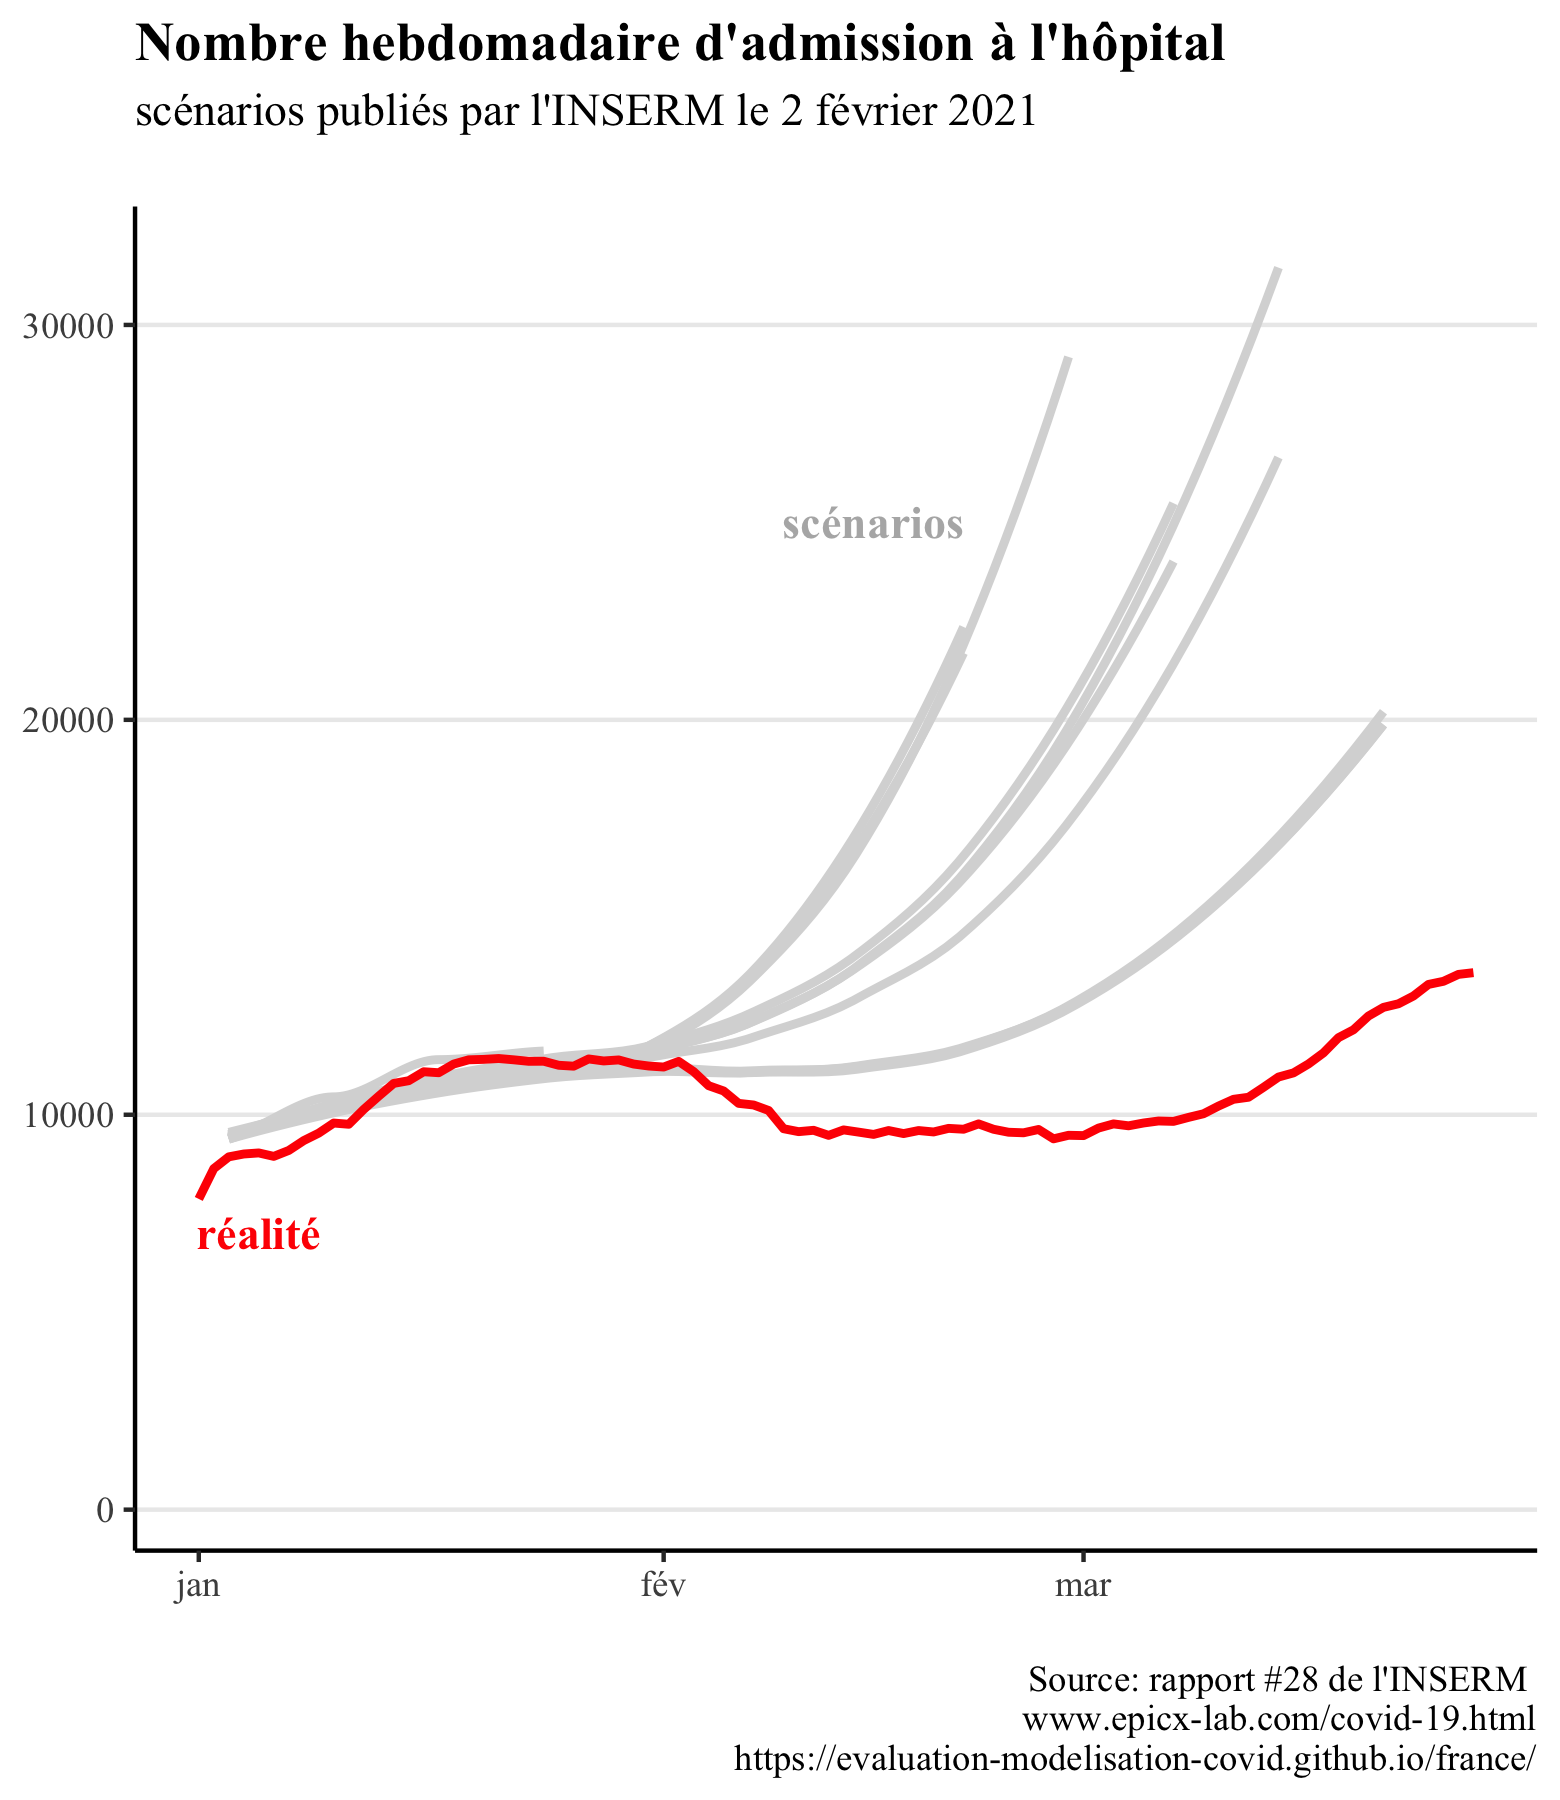 Nombre hebdomadaire d'admission à l'hôpital
scénarios publiés par l'INSERM le 2 février 2021
30000
scénarios
20000
10000
réalité
0
jan fév mar
Source: rapport #28 de l'INSERM
www.epicx-lab.com/covid-19.html
https://evaluation-modelisation-covid.github.io/france/